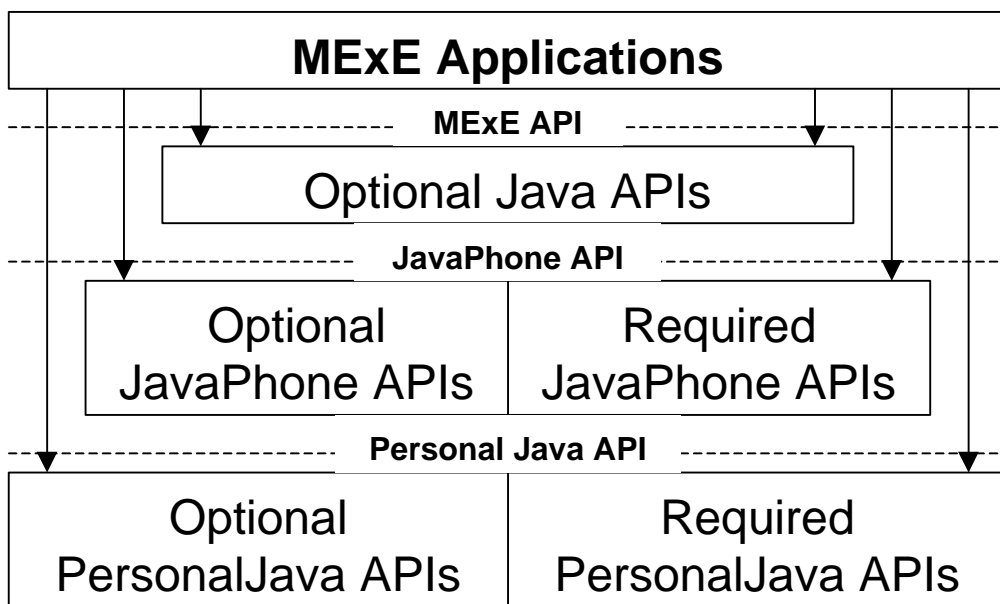 MExE Applications
MExE API
Optional Java APIs
JavaPhone API
Optional
JavaPhone APIs
Required
JavaPhone APIs
Personal Java API
Optional
PersonalJava APIs
Required
PersonalJava APIs